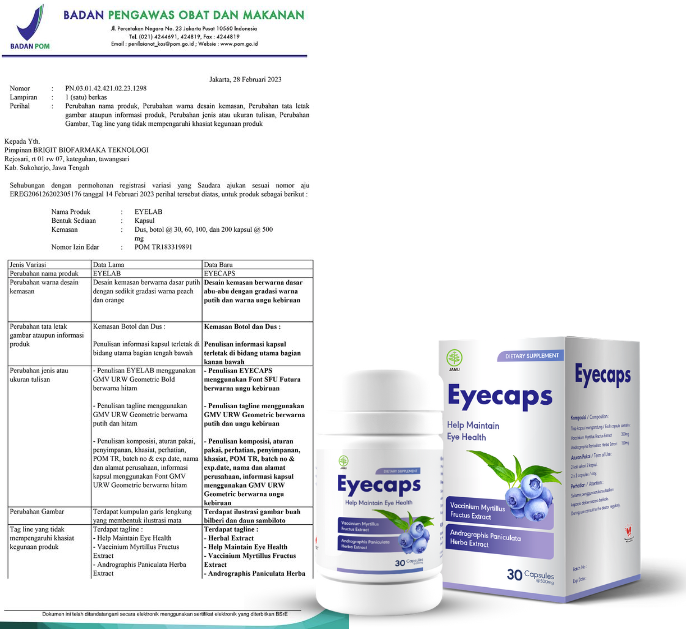 BADAN PENGAWAS OBAT DAN MAKANAN
Jl. Percetakan Negara No. 23 Jakarta Pusat 10560 Indonesia
Tel. (021) 4244691, 424819, Fax : 4244819
BADAN POM
Jakarta, 28 Februari 2023
Nomor : PN.03.01.42.421.02.23.1298
Lampiran : 1 (satu) berkas
Perihal : Perubahan nama produk, Perubahan warna desain kemasan, Perubahan tata letak
gambar ataupun informasi produk, Perubahan jenis atau ukuran tulisan, Perubahan
Gambar, Tag line yang tidak mempengaruhi khasiat kegunaan produk
Kepada Yth.
Pimpinan BRIGIT BIOFARMAKA TEKNOLOGI
Rejosari, rt 01 rw 07, kateguhan, tawangsari
Kab. Sukoharjo, Jawa Tengah
Sehubungan dengan permohonan registrasi variasi yang Saudara ajukan sesuai nomor aju
EREG206126202305176 tanggal 14 Februari 2023 perihal tersebut diatas, untuk produk sebagai berikut :
Nama Produk : EYELAB
Bentuk Sediaan : Kapsul
Kemasan : Dus, botol @ 30, 60, 100, dan 200 kapsul @ 500
mg
Nomor Izin Edar : POM TR183319891
Jenis Variasi Data Lama Data Baru
Perubahan nama produk EYELAB EYECAPS
Perubahan warna desain Desain kemasan berwarna dasar putih Desain kemasan berwarna dasar
kemasan dengan sedikit gradasi warna peach abu-abu dengan gradasi warna
dan orange putih dan warna ungu kebiruan
Perubahan tata letak Kemasan Botol dan Dus : Kemasan Botol dan Dus :
gambar ataupun informasi
produk Penulisan informasi kapsul terletak di Penulisan informasi kapsul
bidang utama bagian tengah bawah terletak di bidang utama bagian
kanan bawah
Perubahan jenis atau - Penulisan EYELAB menggunakan - Penulisan EYECAPS
ukuran tulisan GMV URW Geometric Bold menggunakan Font SFU Futura
berwarna hitam berwarna ungu kebiruan
- Penulisan tagline menggunakan - Penulisan tagline menggunakan
GMV URW Geometric berwarna GMV URW Geometric berwarna
putih dan hitam putih dan ungu kebiruan
- Penulisan komposisi, aturan pakai, - Penulisan komposisi, aturan
penyimpanan, khasiat, perhatian, pakai, perhatian, penyimpanan,
POM TR, batch no & exp date, nama khasiat, POM TR, batch no &
dan alamat perusahaan, informasi exp.date, nama dan alamat
kapsul menggunakan Font GMV perusahaan, informasi kapsul
URW Geometric berwarna hitam menggunakan GMV URW
Geometric berwarna ungu
kebiruan
Perubahan Gambar Terdapat kumpulan garis lengkung Terdapat ilustrasi gambar buah
yang membentuk ilustrasi mata bilberi dan daun sambiloto
Tag line yang tidak Terdapat tagline : Terdapat tagline :
mempengaruhi khasiat - Help Maintain Eye Health - Herbal Extract
kegunaan produk - Vaccinium Myrtillus Fructus - Help Maintain Eye Health
Extract - Vaccinium Myrtillus Fructus
- Andrographis Paniculata Herba Extract
Extract - Andrographis Paniculata Herba
Dokumen ini telah ditandatangani secara elektronik menggunakan sertifikat elektronik yang diterbitkan BSrE
JAMU
DIETARY SUPPLEMENT
Eyecaps
Help Maintain Eye Health
Vaccinium Myrtillus
Fructus Extract
Andrographis Paniculata
Herba Extract
30 Capsules
JAMU
DIETARY SUPPLEMENT
Eyecaps
Help Maintain
Eye Health
Vaccinium Myrtillus
Fructus Extract
Andrographis Paniculata
Herba Extract
30 Capsules
@500mg
Eyecaps
Komposisi / Composition :